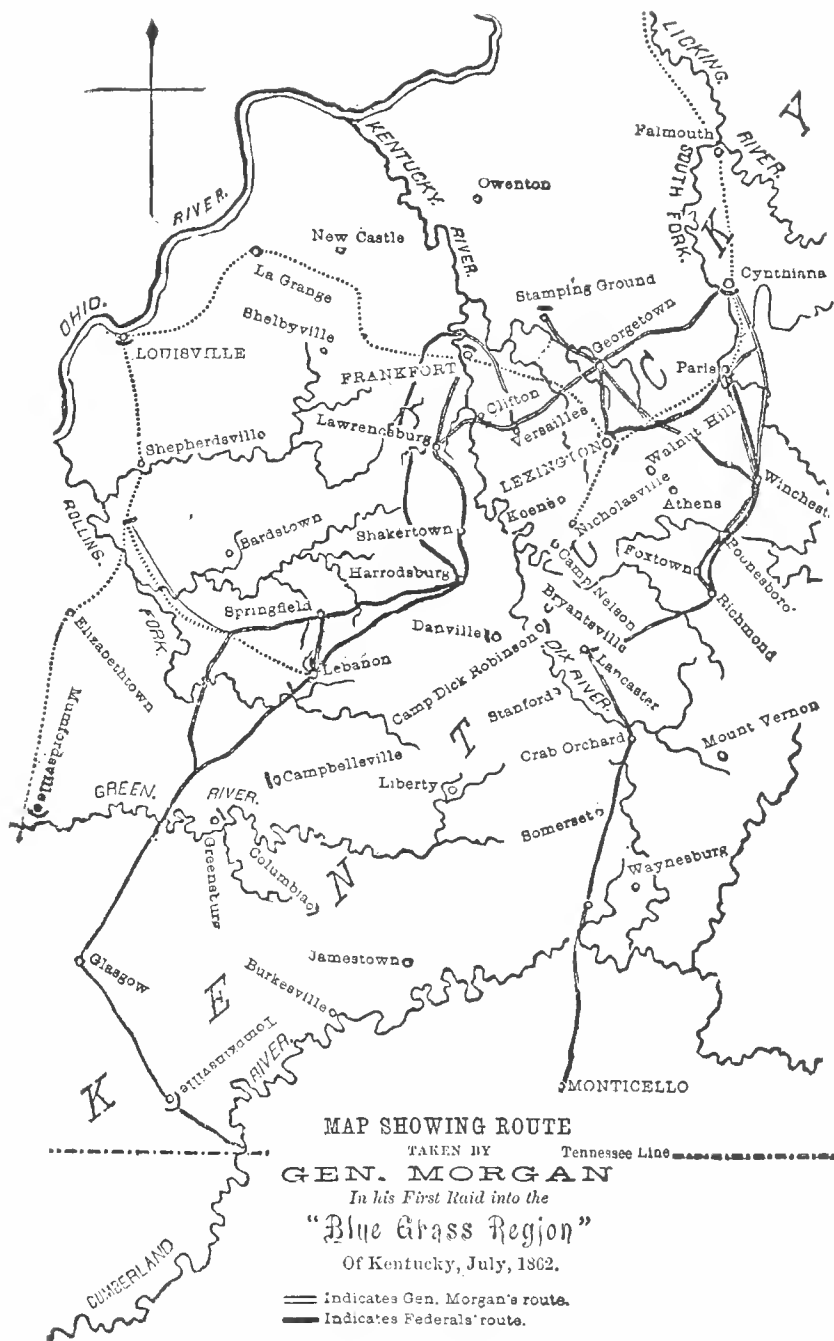 LICKING.
RIVER.
A
Falmouth
SOUTH FORK.
K
KENTUCKY.
RIVER.
Owenton
RIVER.
New Castle
La Grange
Cynthiana
Stamping Ground
Georgetown
OHIO.
Shelbyville
LOUISVILLE
FRANKFORT
C
Paris
Clifton
Lawrencsburg
Versailles
LEXINGTON
Walnut Hill
Shepherdsville
Nicholasville
Winchest
Athens
Koene
ROLLING.
FORK.
Bardstown
Shakertown
U
Camp Nelson
Foxtown
Boonesboro
Harrodsburg
Springfield
Bryantsville
Richmond
Danville
Elizabethtown
Lebanon
Camp Dick Robinson
DIX RIVER.
Lancaster
Stanford
Mumfordsville
T
Crab Orchard
Mount Vernon
Campbellsville
Liberty
GREEN.
RIVER.
Somerset
Greensburg
Columbia
N
Waynesburg
Glasgow
E
Burkesville
Jamestown
Tompkinsville
RIVER.
K
MONTICELLO
MAP SHOWING ROUTE
TAKEN BY
Tennessee Line
GEN. MORGAN
In his First Raid into the
"Blue Grass Region"
Of Kentucky, July, 1862.
CUMBERLAND
Indicates Gen. Morgan's route.
Indicates Federals' route.